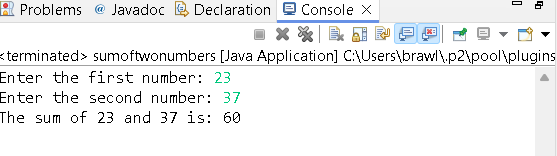 Problems @ Javadoc Declaration Console ×
<terminated> sumoftwonumbers [Java Application] C:\Users\brawl\.p2\pool\plugins
Enter the first number: 23
Enter the second number: 37
The sum of 23 and 37 is: 60